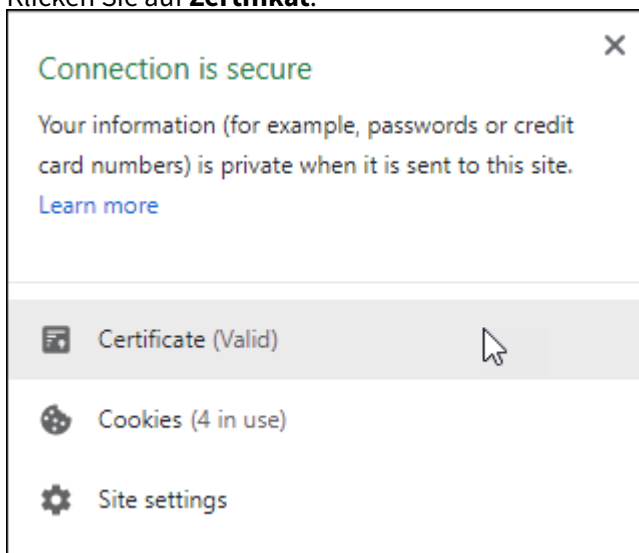 Klicken Sie auf Zertifikat.
Connection is secure
Your information (for example, passwords or credit
card numbers) is private when it is sent to this site.
Learn more
Certificate (Valid)
Cookies (4 in use)
Site settings